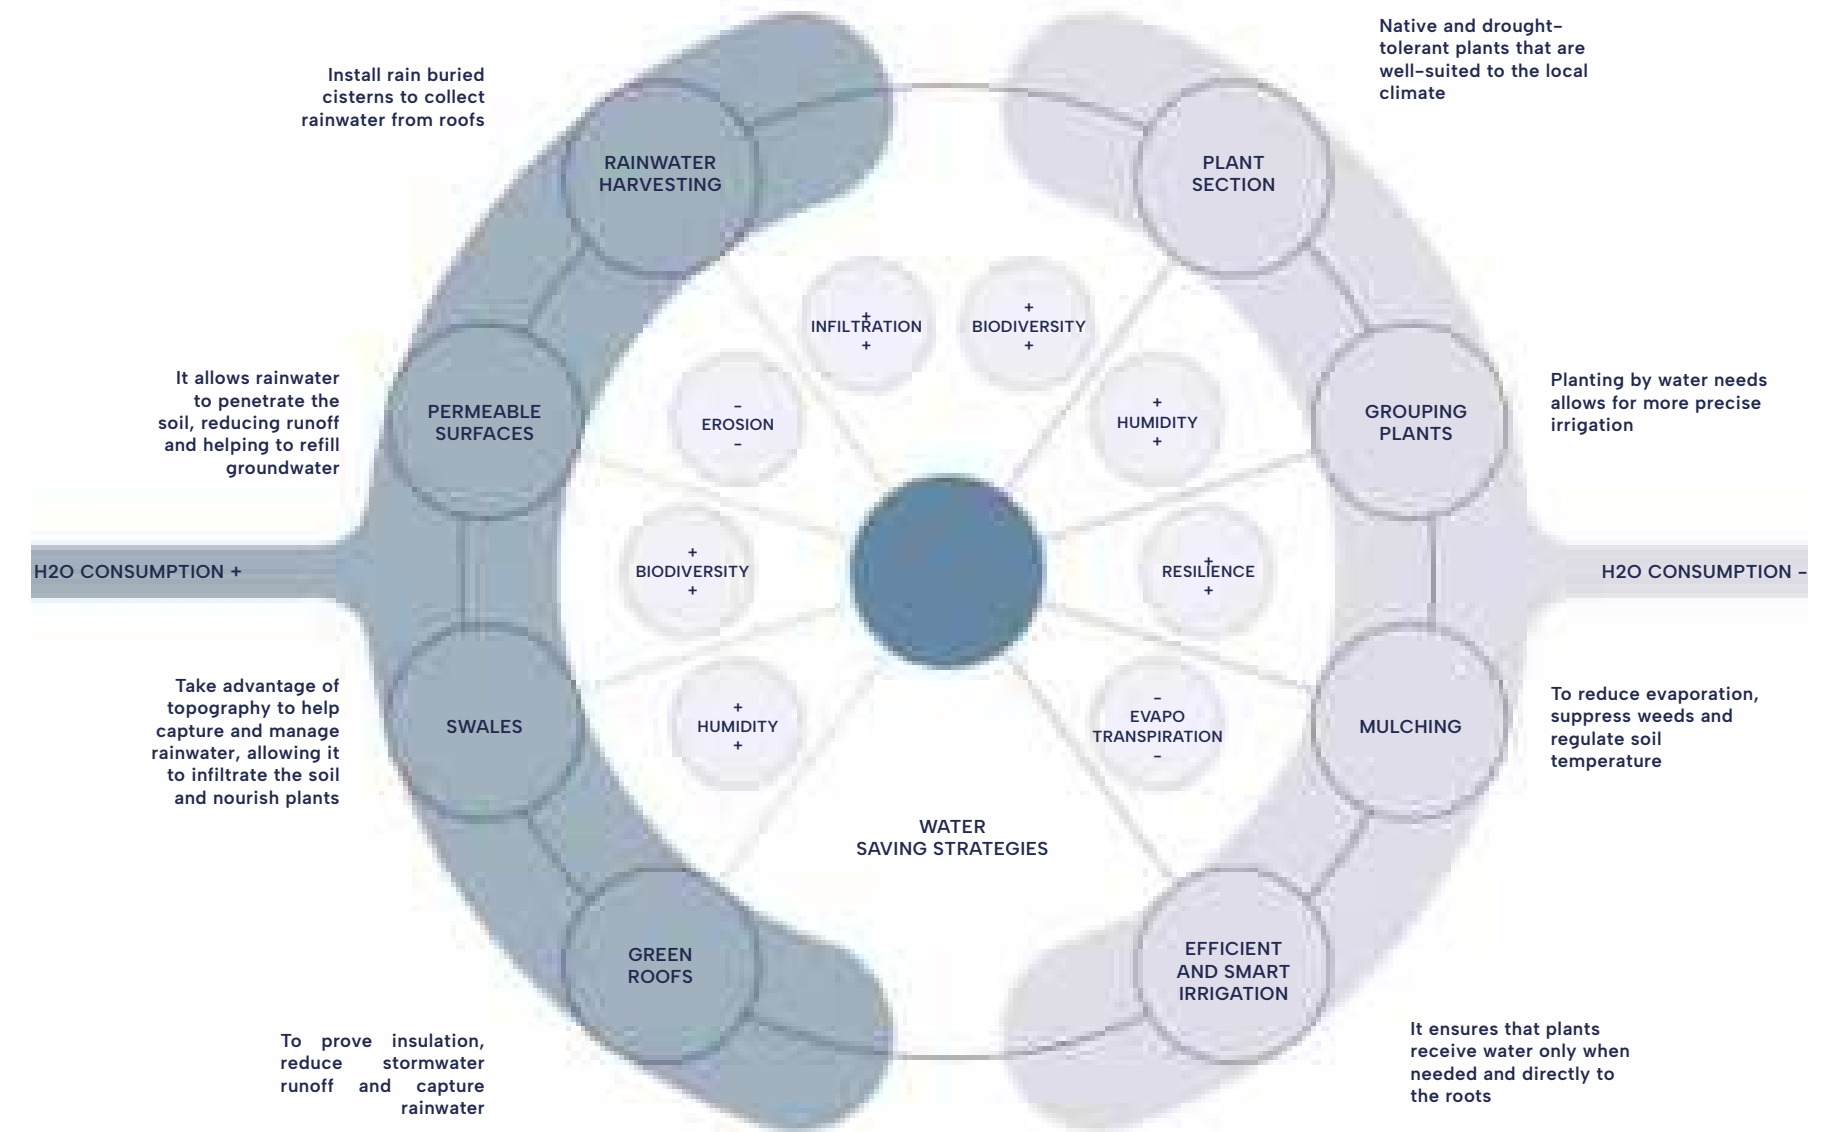 Install rain buried
cisterns to collect
rainwater from roofs
RAINWATER
HARVESTING
It allows rainwater
to penetrate the
soil, reducing runoff
and helping to refill
groundwater
PERMEABLE
SURFACES
H2O CONSUMPTION +
Take advantage of
topography to help
capture and manage
rainwater, allowing it
to infiltrate the soil
and nourish plants
SWALES
To prove insulation,
reduce stormwater
runoff and capture
rainwater
GREEN
ROOFS
+
INFILTRATION
+
+
BIODIVERSITY
+
-
EROSION
-
+
HUMIDITY
+
+
BIODIVERSITY
+
+
RESILIENCE
+
+
HUMIDITY
+
-
EVAPO
TRANSPIRATION
-
WATER
SAVING STRATEGIES
Native and drought-
tolerant plants that are
well-suited to the local
climate
PLANT
SECTION
Planting by water needs
allows for more precise
irrigation
GROUPING
PLANTS
H2O CONSUMPTION -
To reduce evaporation,
suppress weeds and
regulate soil
temperature
MULCHING
EFFICIENT
AND SMART
IRRIGATION
It ensures that plants
receive water only when
needed and directly to
the roots